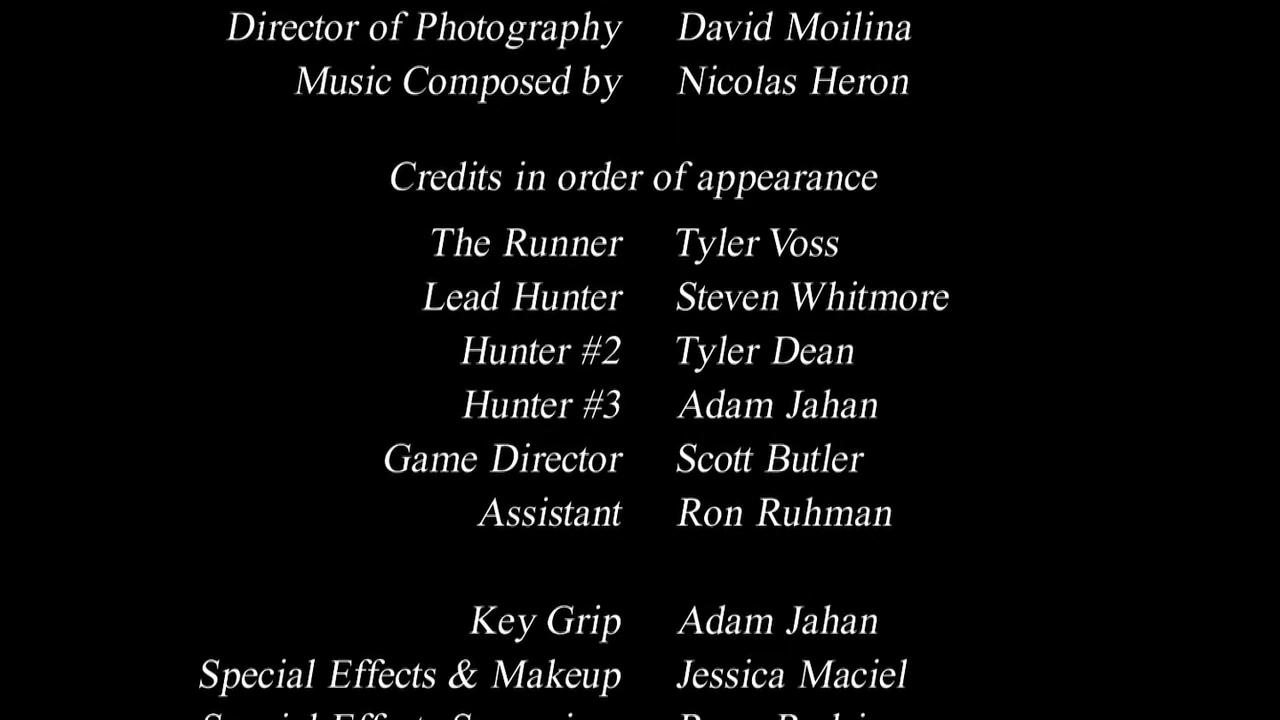 Director of Photography David Moilina
Music Composed by Nicolas Heron
Credits in order of appearance
The Runner Tyler Voss
Lead Hunter Steven Whitmore
Hunter #2 Tyler Dean
Hunter #3 Adam Jahan
Game Director Scott Butler
Assistant Ron Ruhman
Key Grip Adam Jahan
Special Effects & Makeup Jessica Maciel
Special Effects